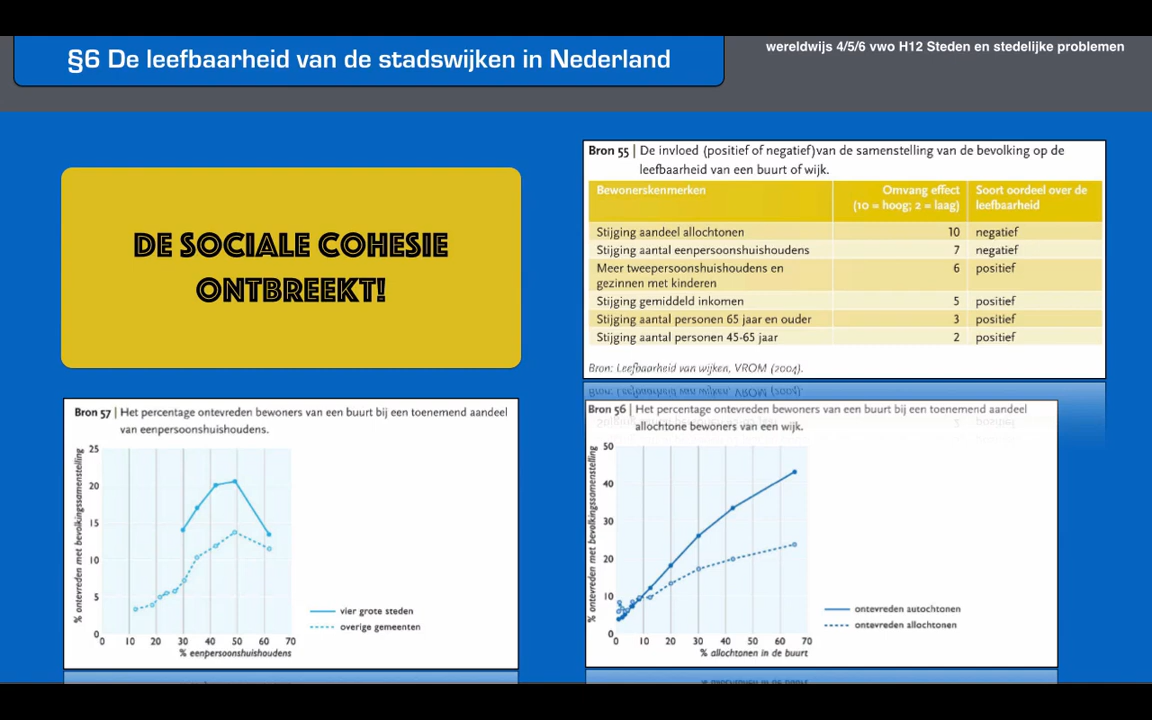 §6 De leefbaarheid van de stadswijken in Nederland
wereldwijs 4/5/6 vwo H12 Steden en stedelijke problemen
DE SOCIALE COHESIE
ONTBREEKT!
Bron 55 | De invloed (positief of negatief)van de samenstelling van de bevolking op de
leefbaarheid van een buurt of wijk.
Bewonerskenmerken Omvang effect Soort oordeel over de
(10 = hoog; 2 = laag) leefbaarheid
Stijging aandeel allochtonen 10 negatief
Stijging aantal eenpersoonshuishoudens 7 negatief
Meer tweepersoonshuishoudens en 6 positief
gezinnen met kinderen
Stijging gemiddeld inkomen 5 positief
Stijging aantal personen 65 jaar en ouder 3 positief
Stijging aantal personen 45-65 jaar 2 positief
Bron: Leefbaarheid van wijken, VROM (2004).
Bron 57 | Het percentage ontevreden bewoners van een buurt bij een toenemend aandeel
van eenpersoonshuishoudens.
% ontevreden met bevolkingssamenstelling
25
20
15
10
5
0
0 10 20 30 40 50 60 70
% eenpersoonshuishoudens
vier grote steden
overige gemeenten
Bron 56 | Het percentage ontevreden bewoners van een buurt bij een toenemend aandeel
allochtone bewoners van een wijk.
% ontevreden met bevolkingssamenstelling
50
40
30
20
10
0
0 10 20 30 40 50 60 70
% allochtonen in de buurt
ontevreden autochtonen
ontevreden allochtonen